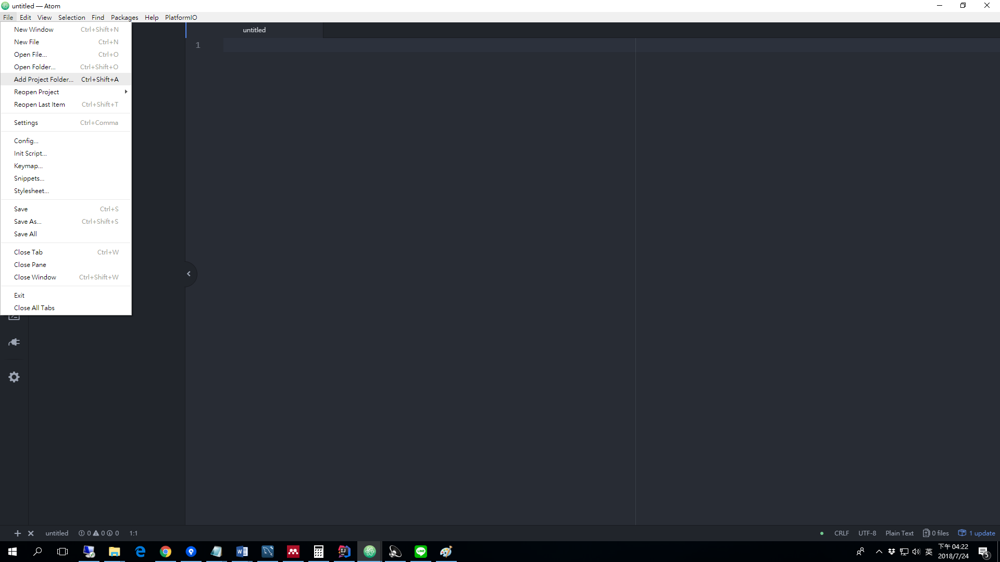 untitled — Atom
File Edit View Selection Find Packages Help PlatformIO
New Window Ctrl+Shift+N
New File Ctrl+N
Open File... Ctrl+O
Open Folder... Ctrl+Shift+O
Add Project Folder... Ctrl+Shift+A
Reopen Project
Reopen Last Item Ctrl+Shift+T
Settings Ctrl+Comma
Config...
Init Script...
Keymap...
Snippets...
Stylesheet...
Save Ctrl+S
Save As... Ctrl+Shift+S
Save All
Close Tab Ctrl+W
Close Pane
Close Window Ctrl+Shift+W
Exit
Close All Tabs
untitled
1
untitled 0 0 0 1:1
CRLF UTF-8 Plain Text 0 files 1 update
英
下午 04:22
2018/7/24
5
IJ
LINE